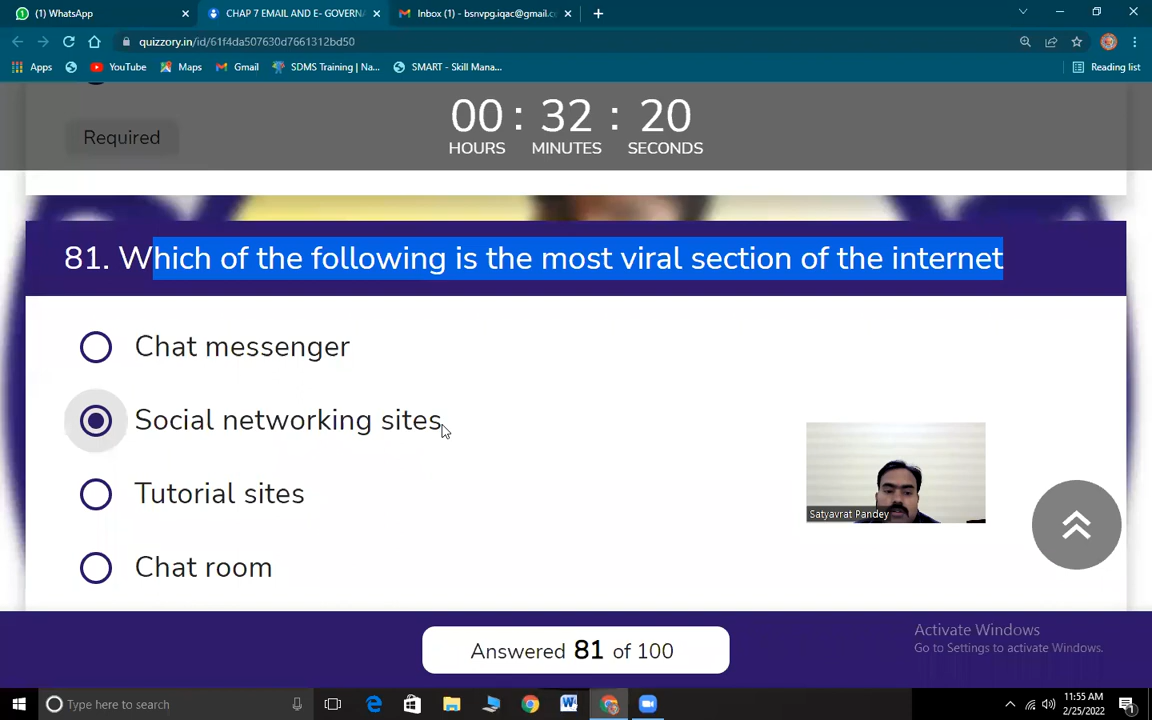 (1) WhatsApp
CHAP 7 EMAIL AND E- GOVERNA
Inbox (1) - bsnvpg.iqac@gmail.c
quizzory.in/id/61f4da507630d7661312bd50
Apps
YouTube
Maps
Gmail
SDMS Training | Na...
SMART - Skill Mana...
Reading list
00 : 32 : 20
HOURS MINUTES SECONDS
Required
81. Which of the following is the most viral section of the internet
Chat messenger
Social networking sites
Tutorial sites
Chat room
Satyavrat Pandey
Answered 81 of 100
Activate Windows
Go to Settings to activate Windows.
Type here to search
11:55 AM
2/25/2022
1